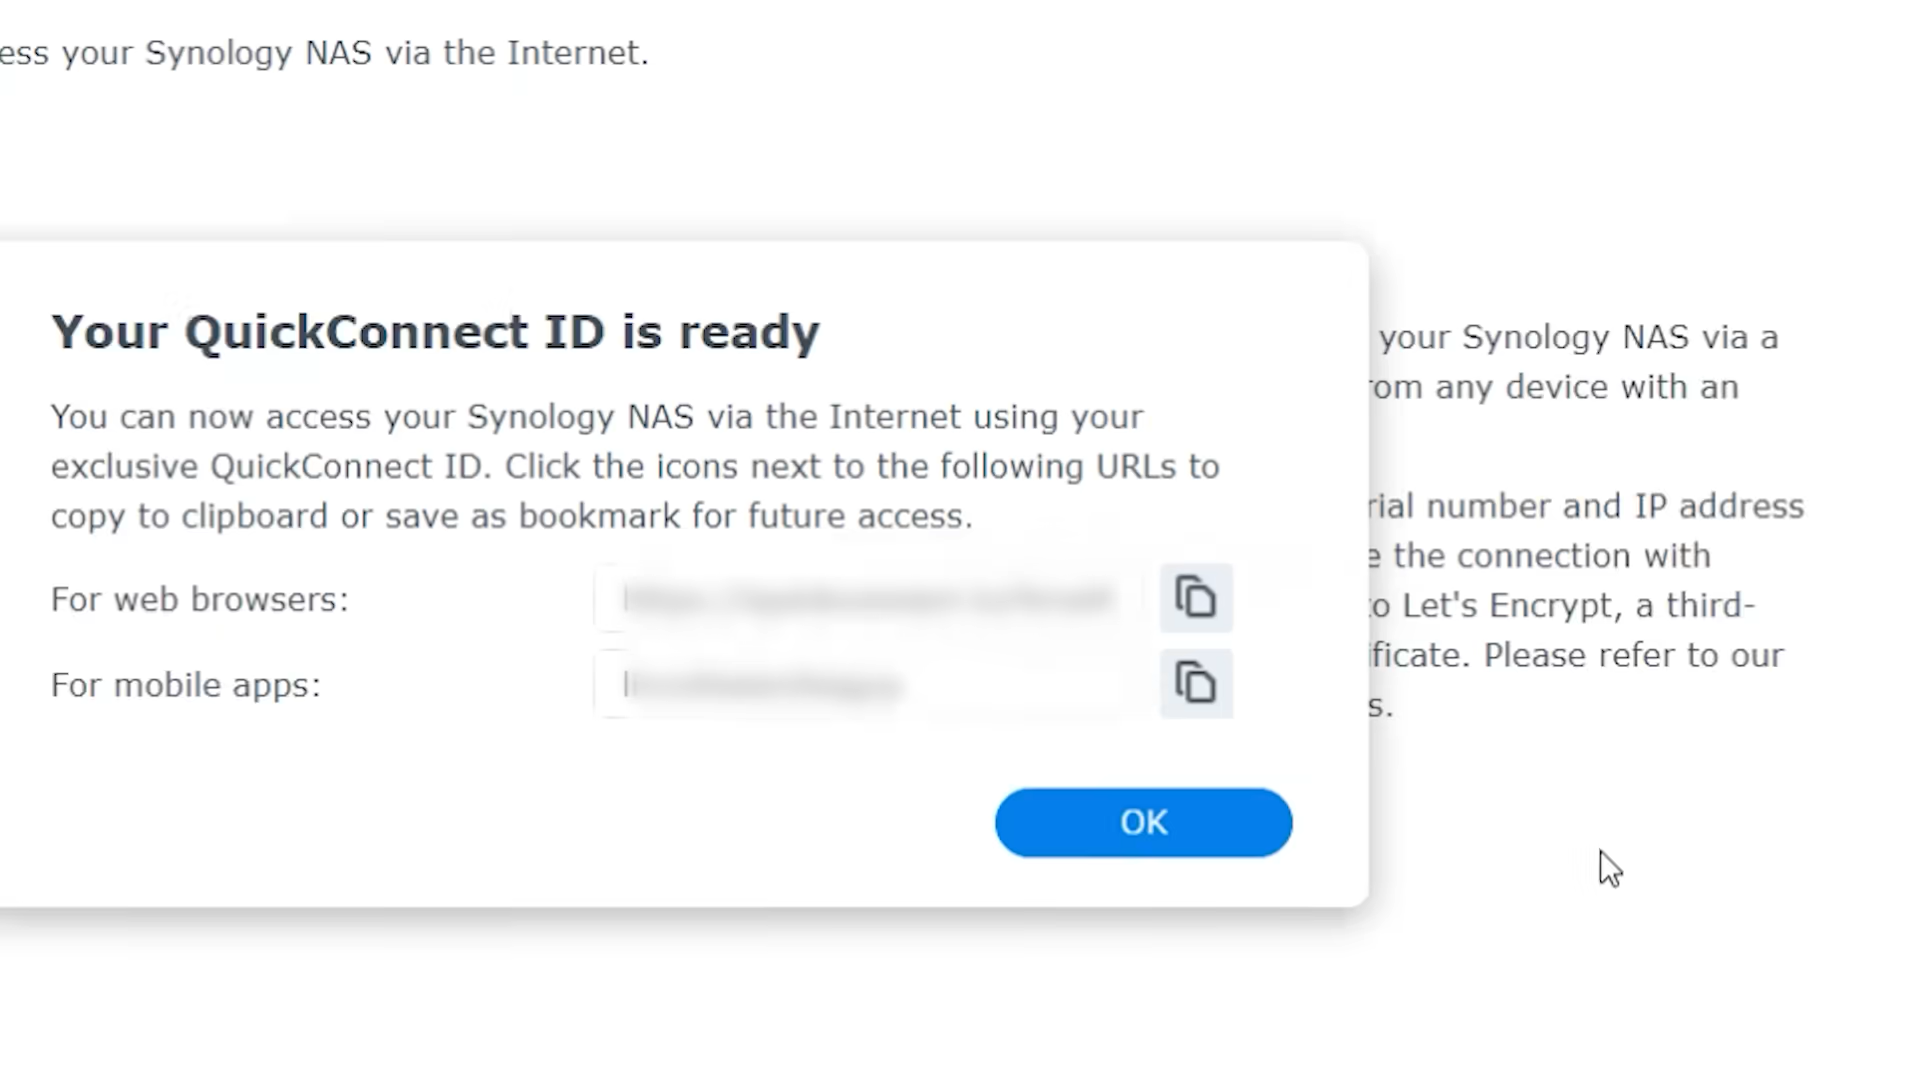 ess your Synology NAS via the Internet.
Your QuickConnect ID is ready
You can now access your Synology NAS via the Internet using your
exclusive QuickConnect ID. Click the icons next to the following URLs to
copy to clipboard or save as bookmark for future access.
For web browsers:
For mobile apps:
OK
your Synology NAS via a
om any device with an
rial number and IP address
e the connection with
o Let's Encrypt, a third-
ificate. Please refer to our
s.